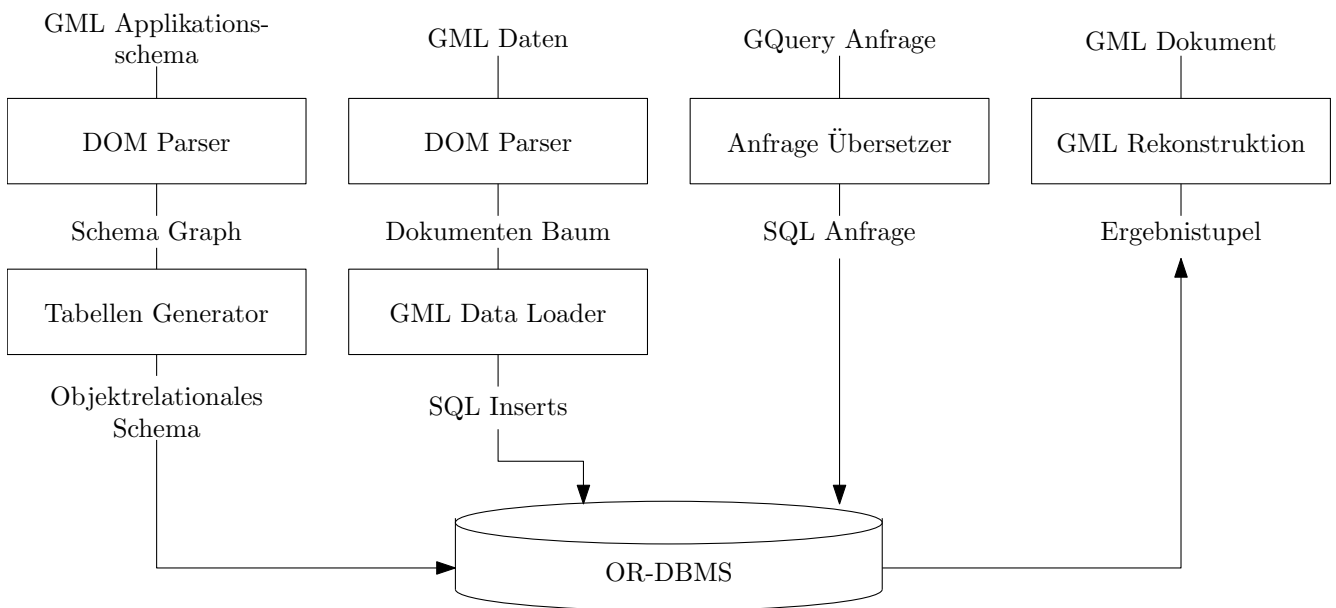 GML Applikations-
schema
GML Daten
GQuery Anfrage
GML Dokument
DOM Parser
DOM Parser
Anfrage Übersetzer
GML Rekonstruktion
Schema Graph
Dokumenten Baum
SQL Anfrage
Ergebnistupel
Tabellen Generator
GML Data Loader
Objektrelationales
Schema
SQL Inserts
OR-DBMS